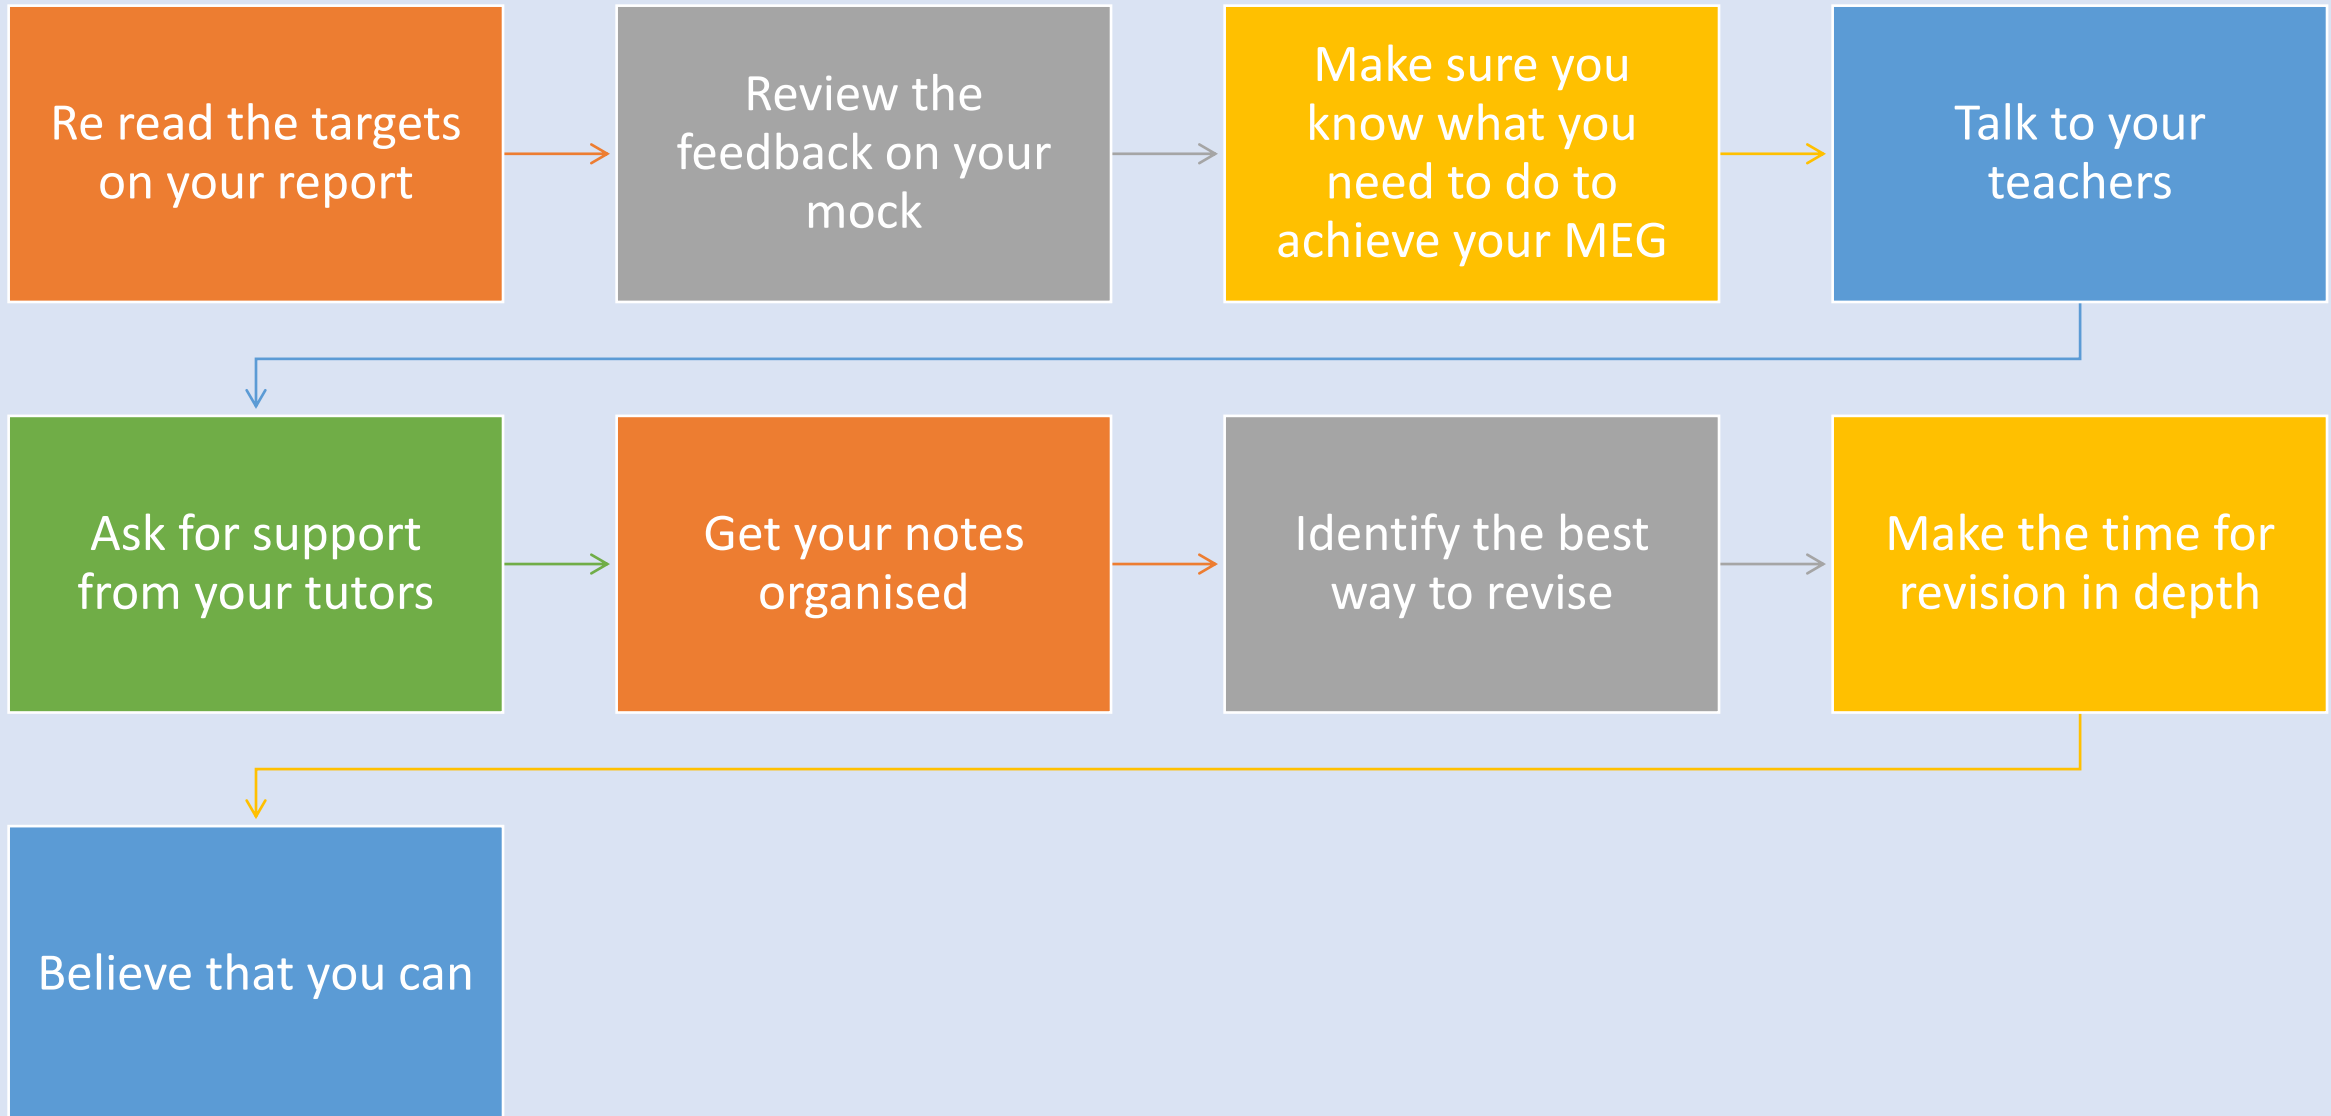 Re read the targets
on your report
Review the
feedback on your
mock
Make sure you
know what you
need to do to
achieve your MEG
Talk to your
teachers
Ask for support
from your tutors
Get your notes
organised
Identify the best
way to revise
Make the time for
revision in depth
Believe that you can